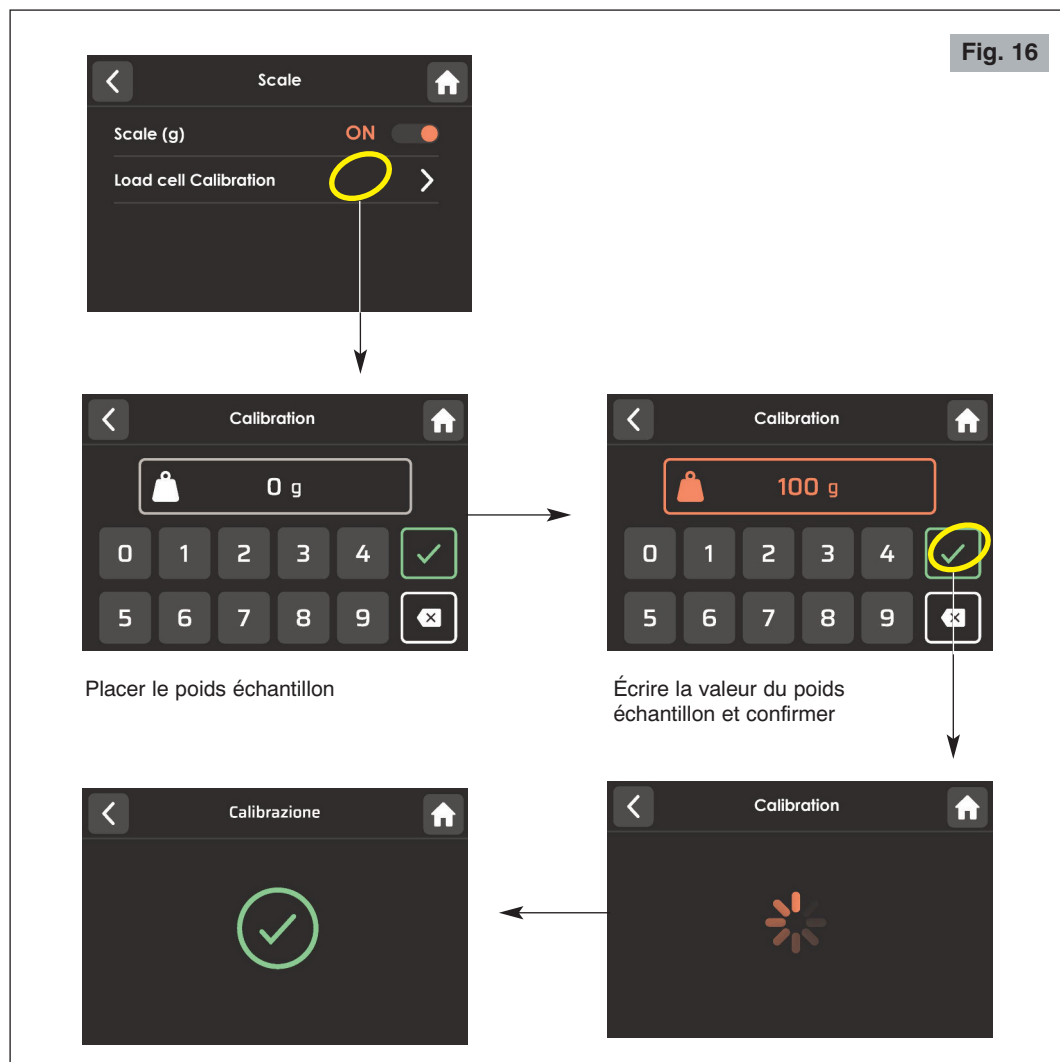 Fig. 16
Scale
Scale (g) ON
Load cell Calibration
Calibration
0 g
0 1 2 3 4
5 6 7 8 9
Placer le poids échantillon
Calibration
100 g
0 1 2 3 4
5 6 7 8 9
Écrire la valeur du poids
échantillon et confirmer
Calibrazione
Calibration